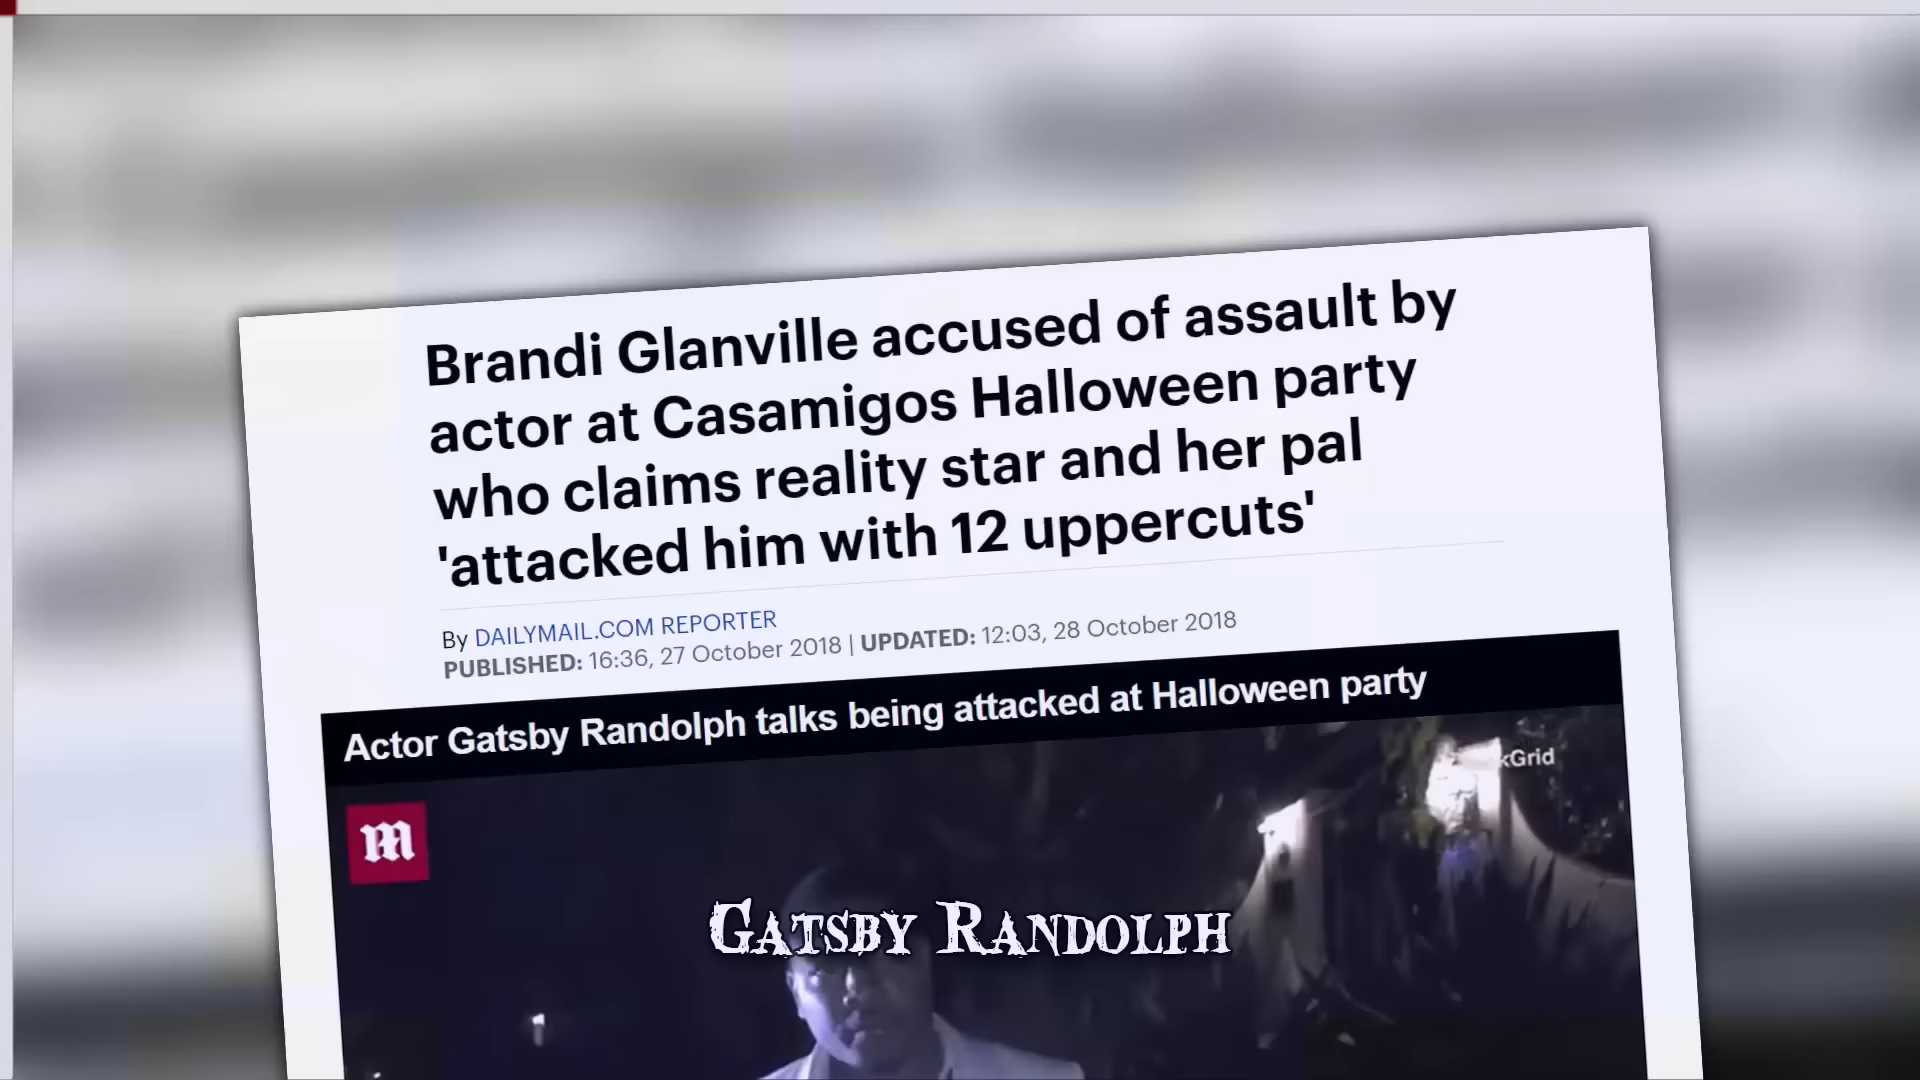 Brandi Glanville accused of assault by
actor at Casamigos Halloween party
who claims reality star and her pal
'attacked him with 12 uppercuts'
By DAILYMAIL.COM REPORTER
PUBLISHED: 16:36, 27 October 2018 | UPDATED: 12:03, 28 October 2018
Actor Gatsby Randolph talks being attacked at Halloween party
m
GATSBY RANDOLPH